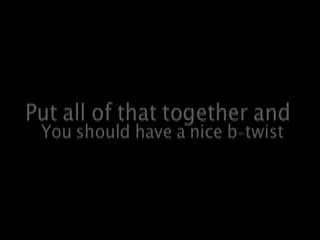 Put all of that together and
You should have a nice b-twist